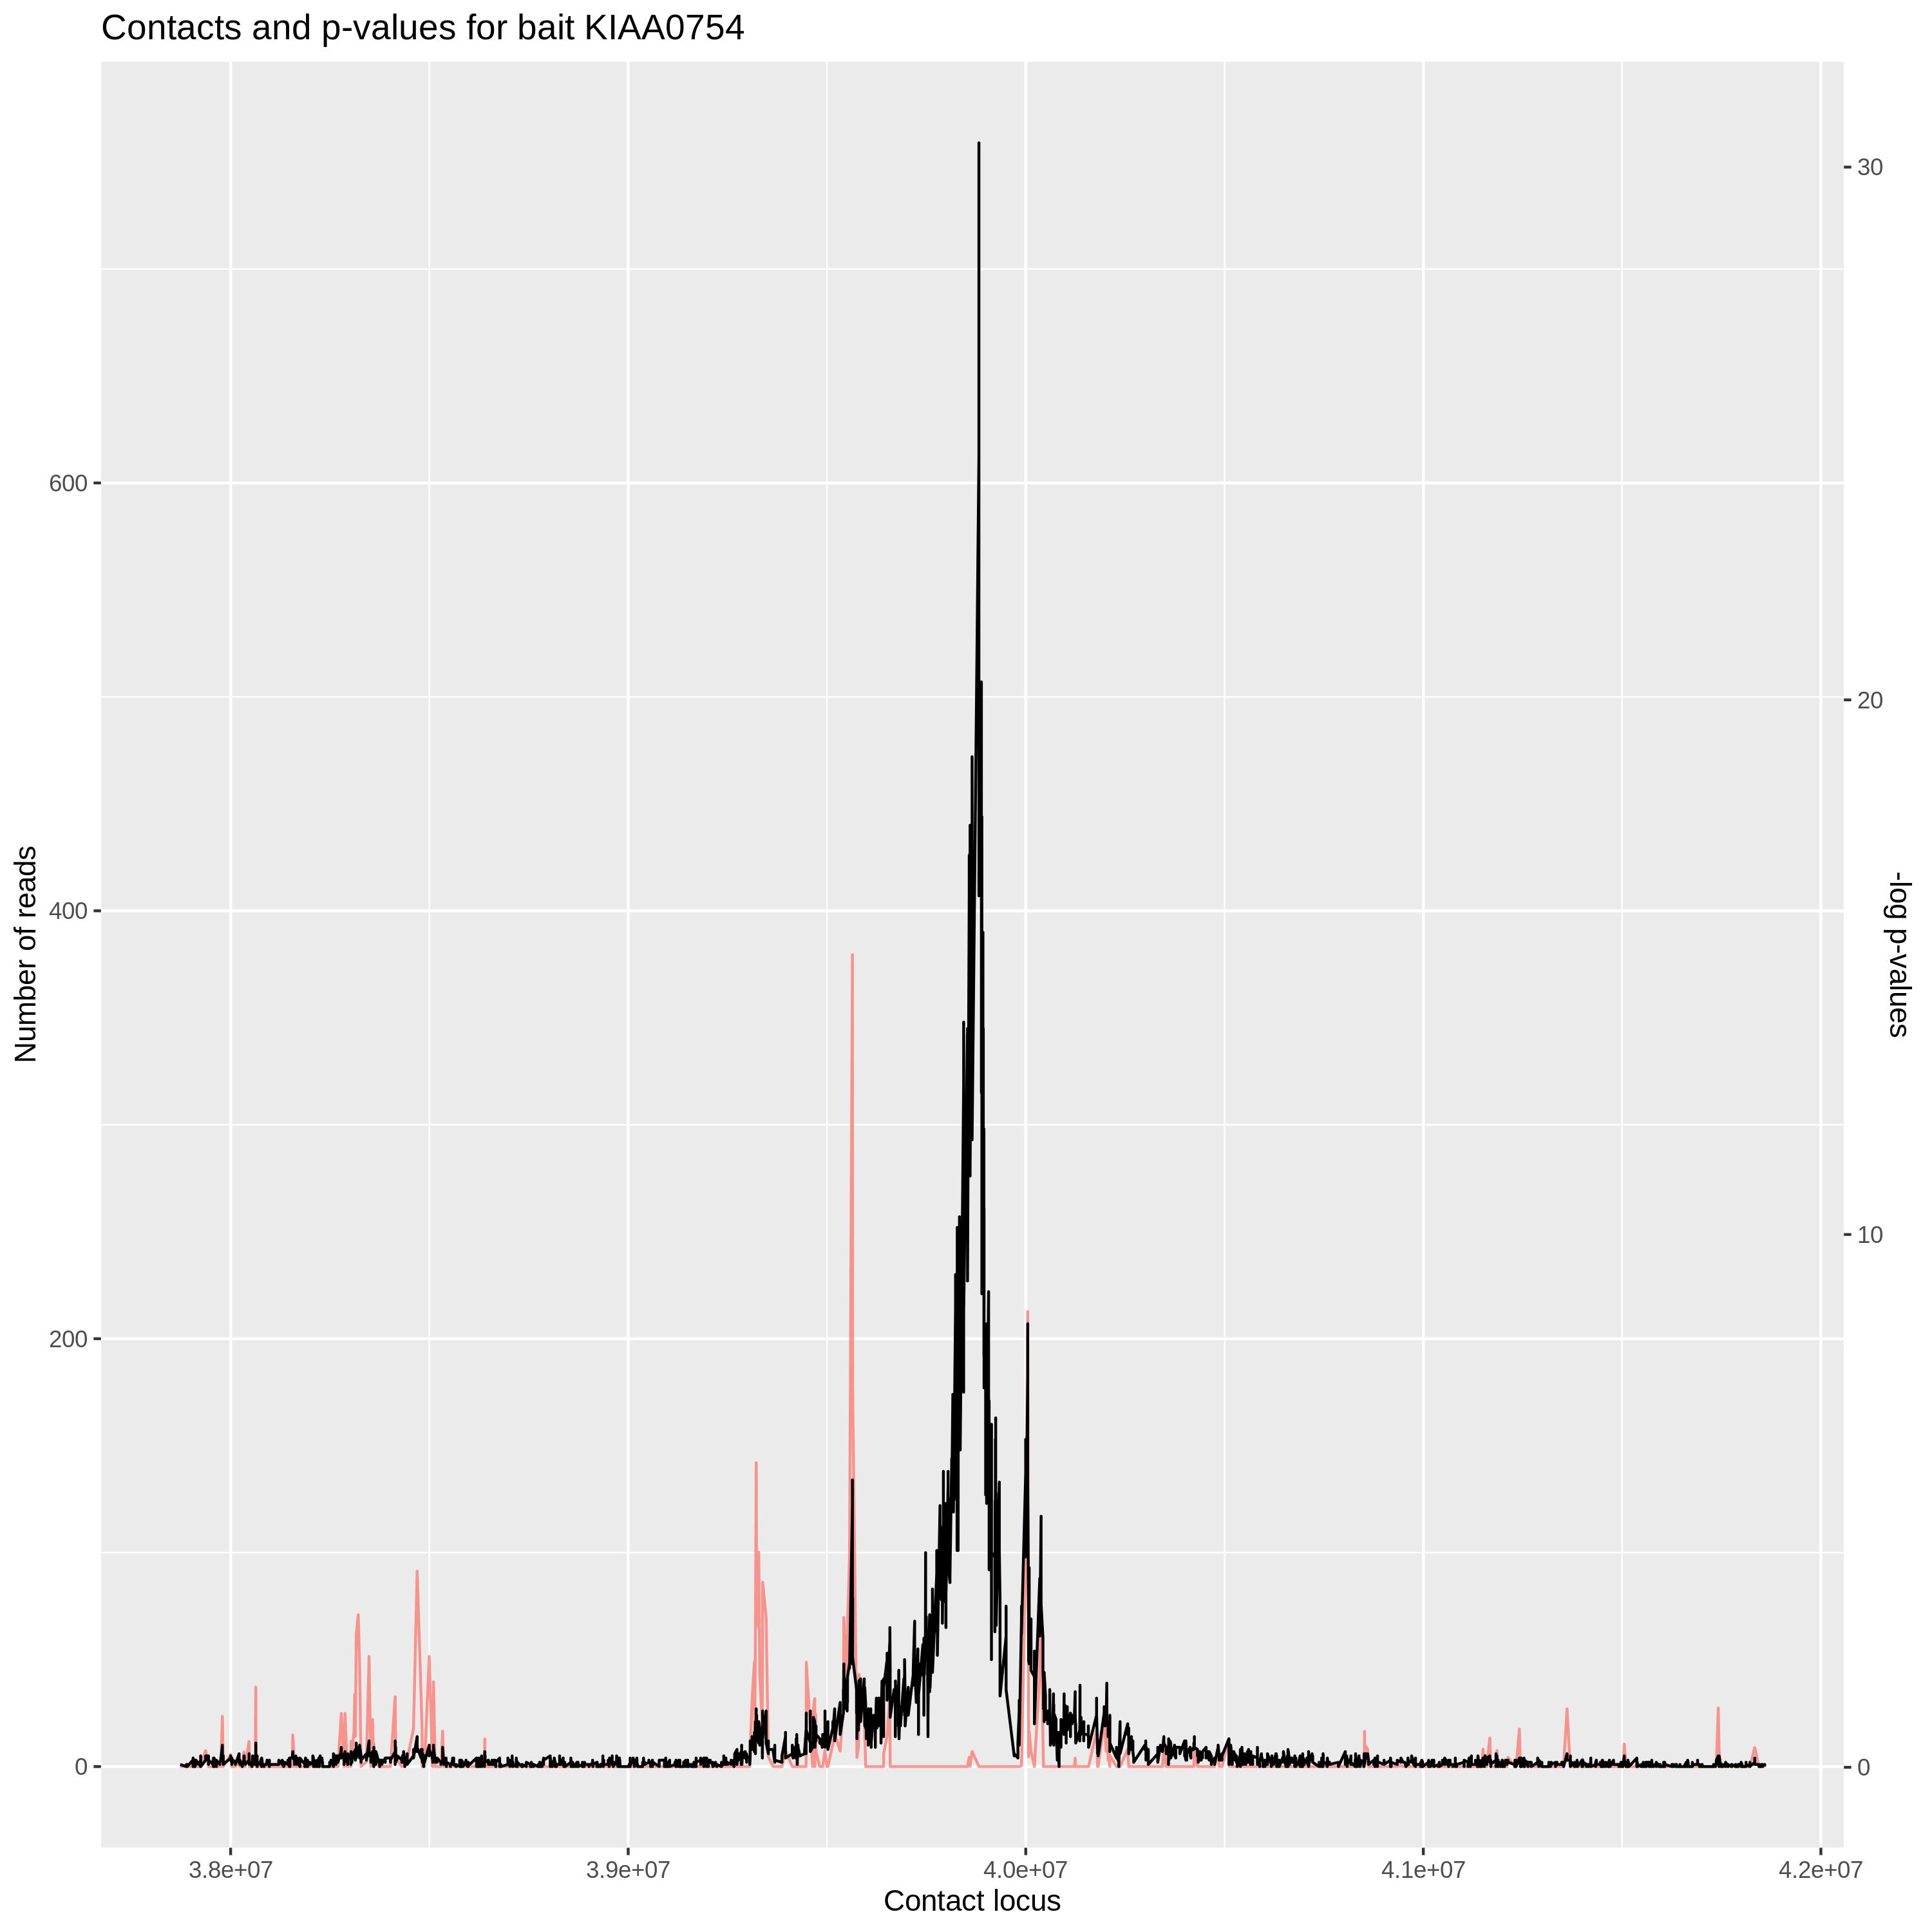 Contacts and p-values for bait KIAA0754
Number of reads
600
400
200
0
30
20
10
0
-log p-values
3.8e+07 3.9e+07 4.0e+07 4.1e+07 4.2e+07
Contact locus